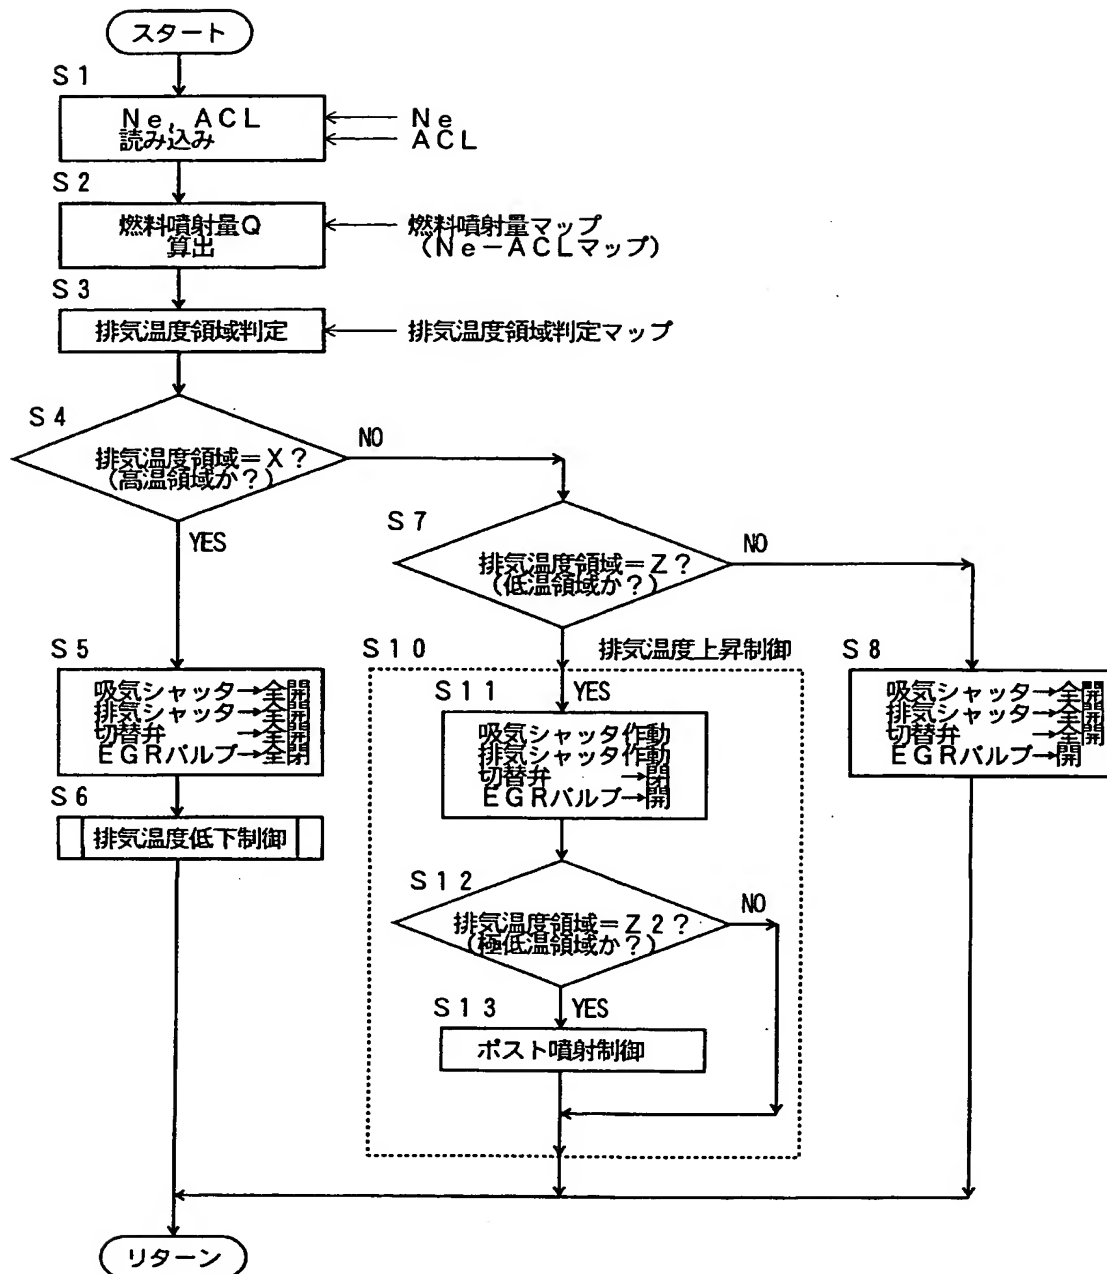 スタート
S1
Ne, ACL
読み込み
Ne
ACL
S2
燃料噴射量Q
算出
燃料噴射量マップ
(Ne-ACLマップ)
S3
排気温度領域判定
排気温度領域判定マップ
S4
排気温度領域=X?
(高温領域か?)
NO
YES
S7
排気温度領域=Z?
(低温領域か?)
NO
S5
吸気シャッタ→全開
排気シャッタ→全開
切替弁 →全開
EGRバルブ→全閉
S6
排気温度低下制御
S10
排気温度上昇制御
S11
YES
吸気シャッタ作動
排気シャッタ作動
切替弁 →閉
EGRバルブ→開
S8
吸気シャッタ→全開
排気シャッタ→全開
切替弁 →全開
EGRバルブ→開
S12
排気温度領域=Z2?
(極低温領域か?)
NO
S13
YES
ポスト噴射制御
リターン